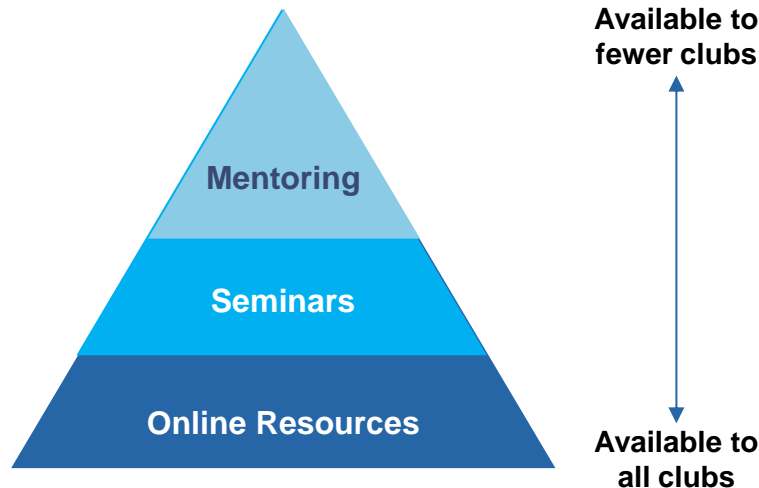 Available to
fewer clubs
Mentoring
Seminars
Online Resources
Available to
all clubs